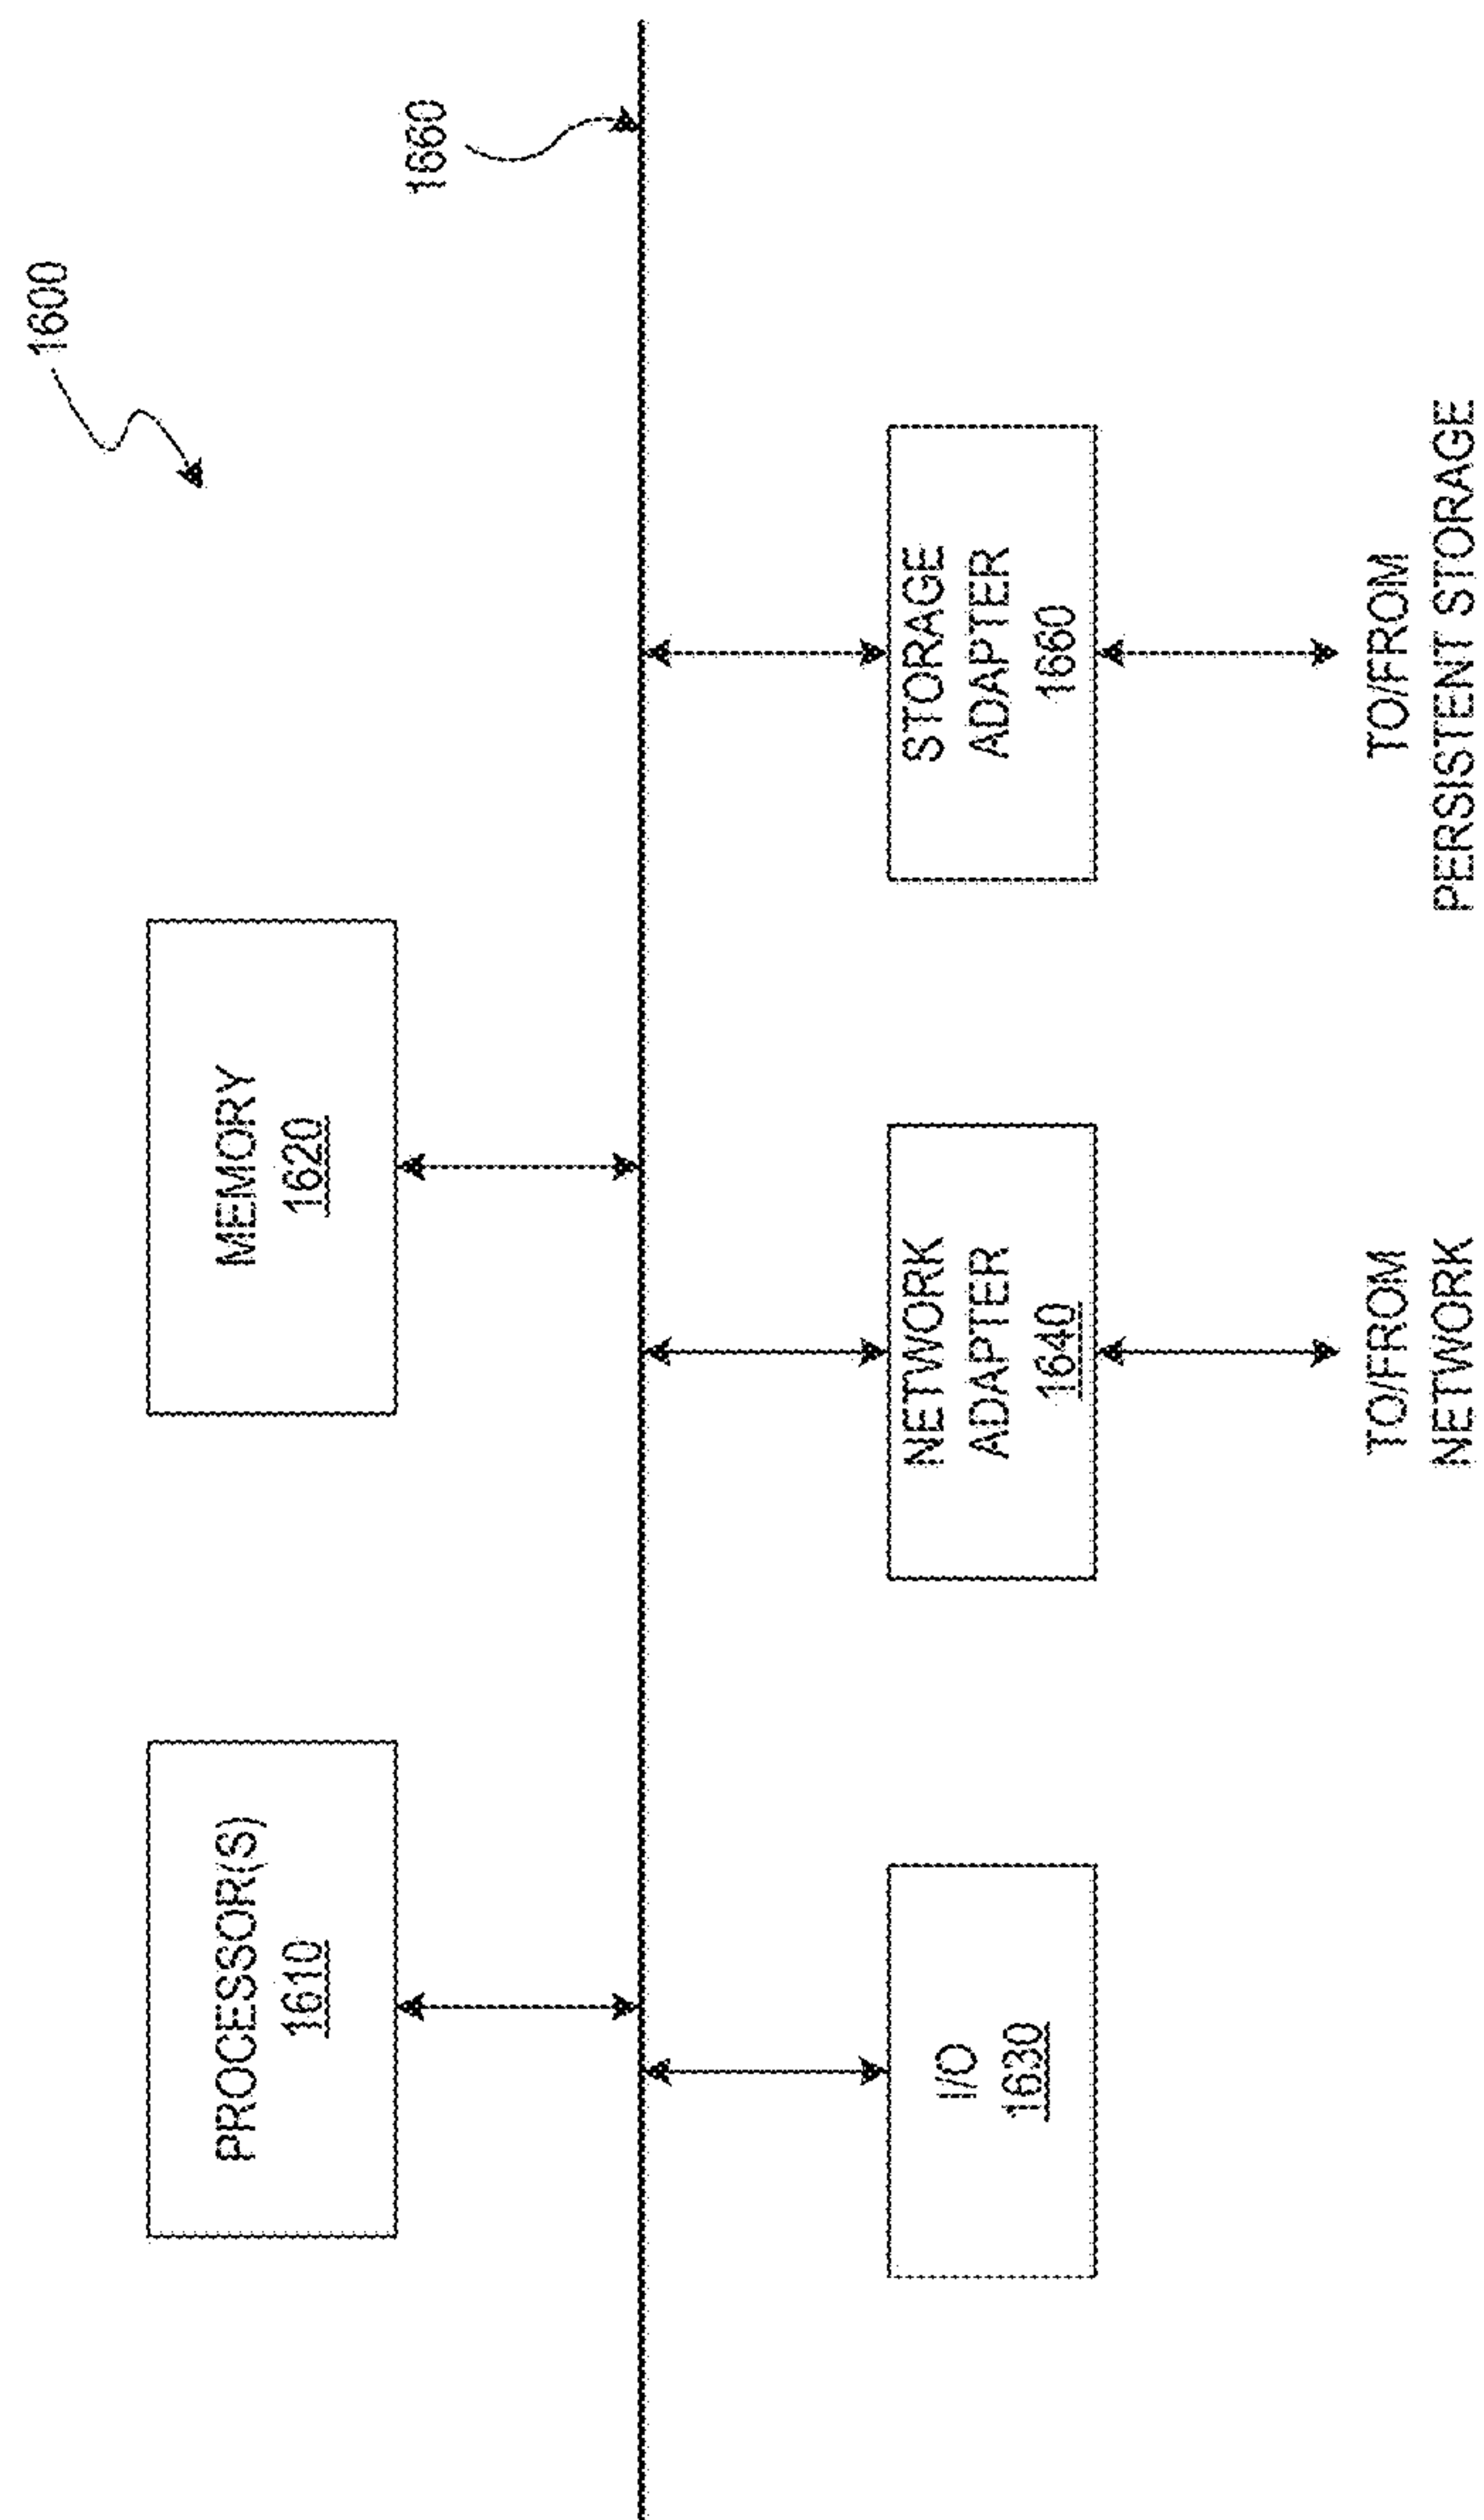 1600
1660
PROCESSOR(S)
1610
MEMORY
1620
I/O
1630
NETWORK
ADAPTER
1640
STORAGE
ADAPTER
1660
TO/FROM
NETWORK
TO/FROM
PERSISTENT STORAGE